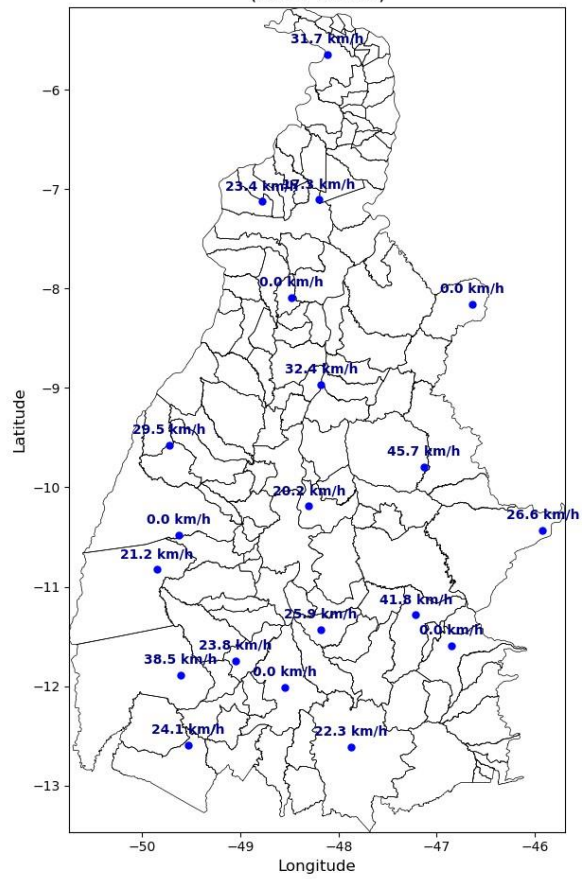 31.7 km/h
−6
−7
23.4 km/h
.3 km/h
−8
0.0 km/h
0.0 km/h
32.4 km/h
−9
29.5 km/h
45.7 km/h
−10
20.2 km/h
0.0 km/h
26.6 km/h
21.2 km/h
−11
41.8 km/h
25.9 km/h
0.0 km/h
23.8 km/h
38.5 km/h
−12
0.0 km/h
24.1 km/h
22.3 km/h
−13
Latitude
−50
−49
−48
−47
−46
Longitude